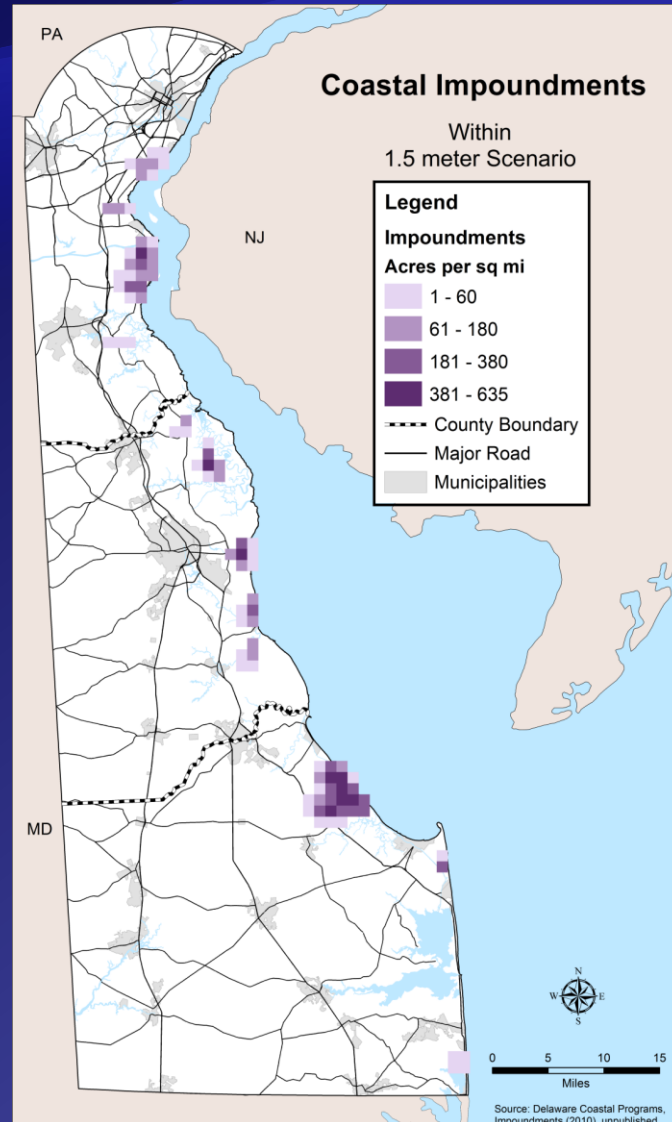 PA
Coastal Impoundments
Within
1.5 meter Scenario
Legend
Impoundments
Acres per sq mi
1 - 60
61 - 180
181 - 380
381 - 635
County Boundary
Major Road
Municipalities
NJ
MD
N
W E
S
0 5 10 15
Miles
Source: Delaware Coastal Programs,
Impoundments (2010), unpublished